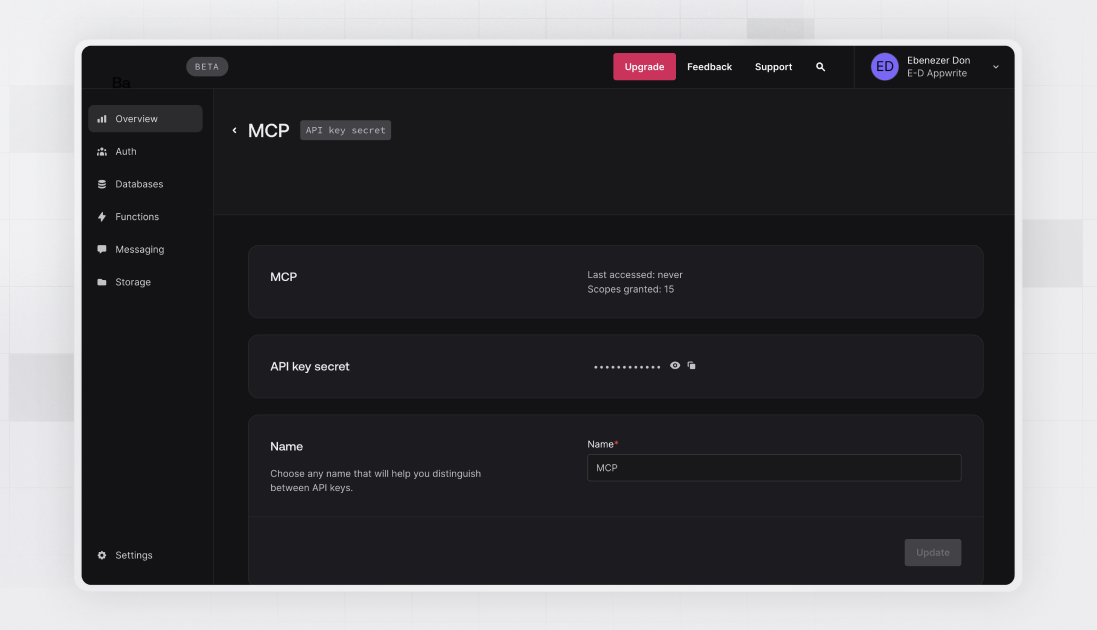 BETA
Upgrade
Feedback
Support
ED
Ebenezer Don
E-D Appwrite
Ba
Overview
Auth
Databases
Functions
Messaging
Storage
Settings
MCP
API key secret
MCP
Last accessed: never
Scopes granted: 15
API key secret
••••••••••••
Name
Choose any name that will help you distinguish
between API keys.
Name*
MCP
Update